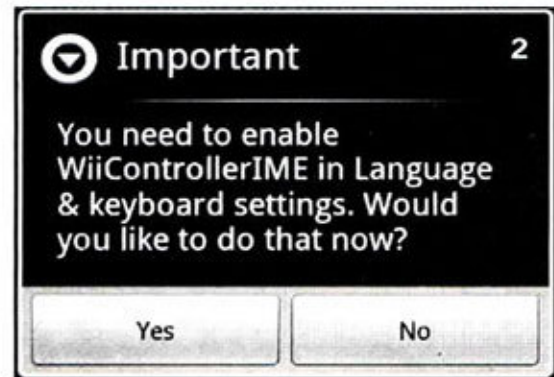 Important 2
You need to enable
WiiControllerIME in Language
& keyboard settings. Would
you like to do that now?
Yes No